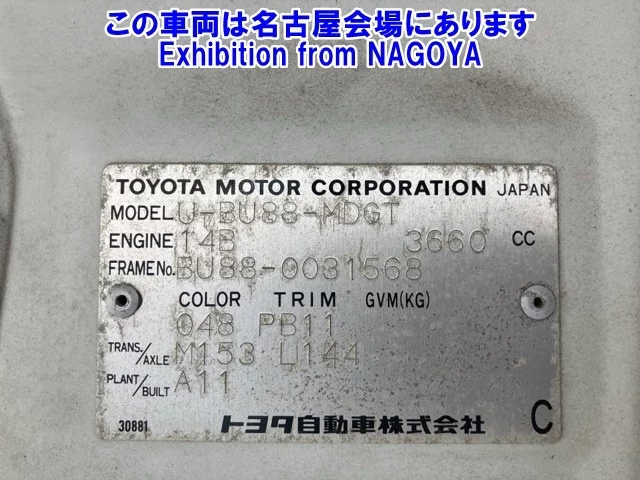 この車両は名古屋会場にあります
Exhibition from NAGOYA
TOYOTA MOTOR CORPORATION JAPAN
MODEL U-BU88-MDGT
ENGINE 14B 3660 CC
FRAME No. BU88-0031568
COLOR TRIM GVM(KG)
048 PB11
TRANS./AXLE M153 L144
PLANT/BUILT A11
30881 トヨタ自動車株式会社 C